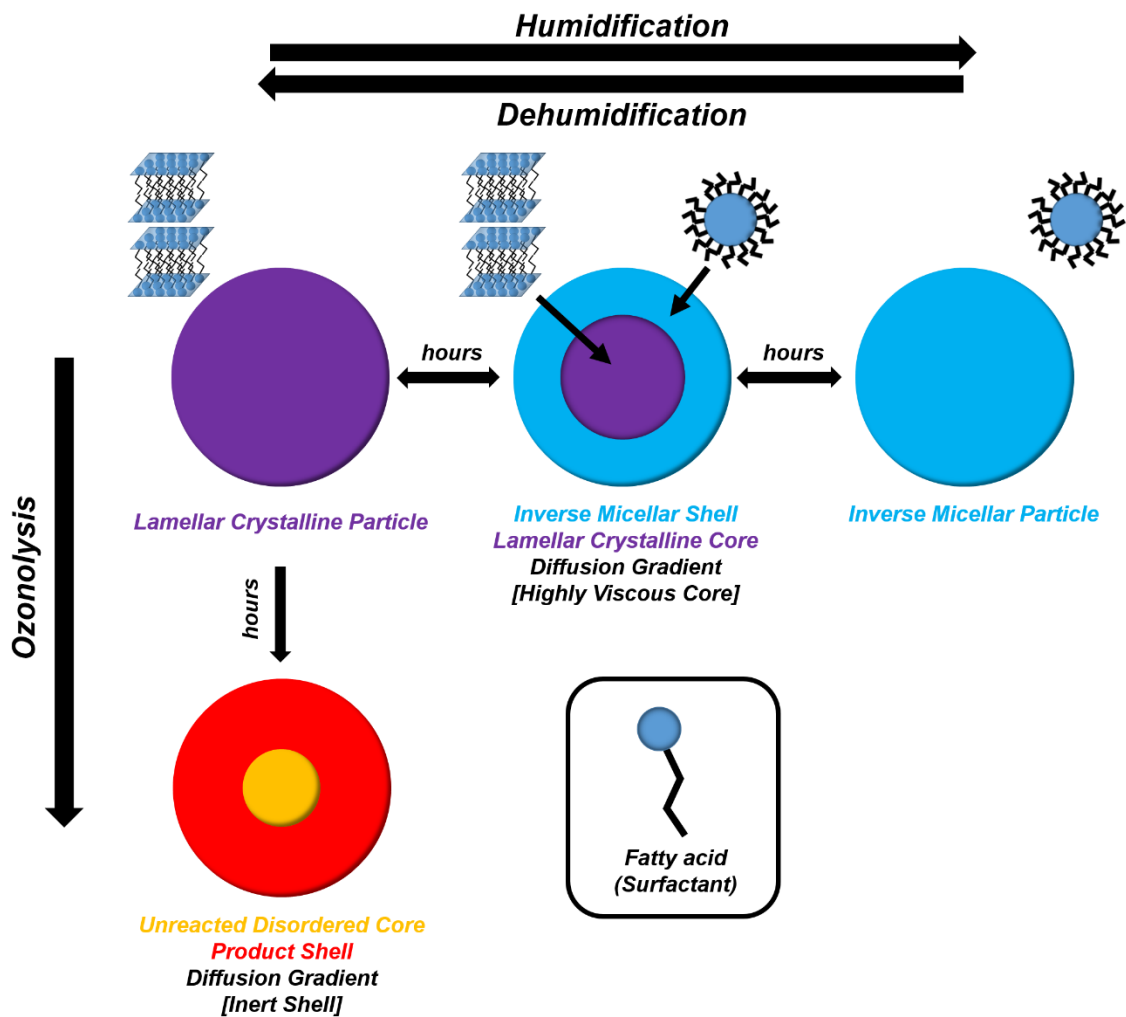 Humidification
Dehumidification
hours
hours
Lamellar Crystalline Particle
Inverse Micellar Shell
Lamellar Crystalline Core
Diffusion Gradient
[Highly Viscous Core]
Inverse Micellar Particle
Ozonolysis
hours
Fatty acid
(Surfactant)
Unreacted Disordered Core
Product Shell
Diffusion Gradient
[Inert Shell]